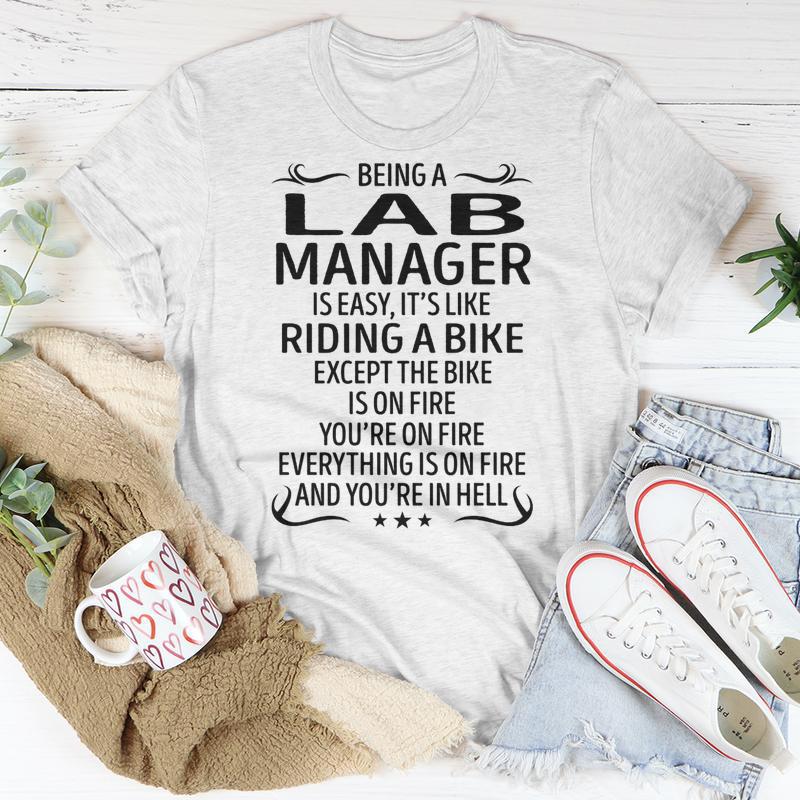 BEING A
LAB
MANAGER
IS EASY, IT'S LIKE
RIDING A BIKE
EXCEPT THE BIKE
IS ON FIRE
YOU'RE ON FIRE
EVERYTHING IS ON FIRE
AND YOU'RE IN HELL